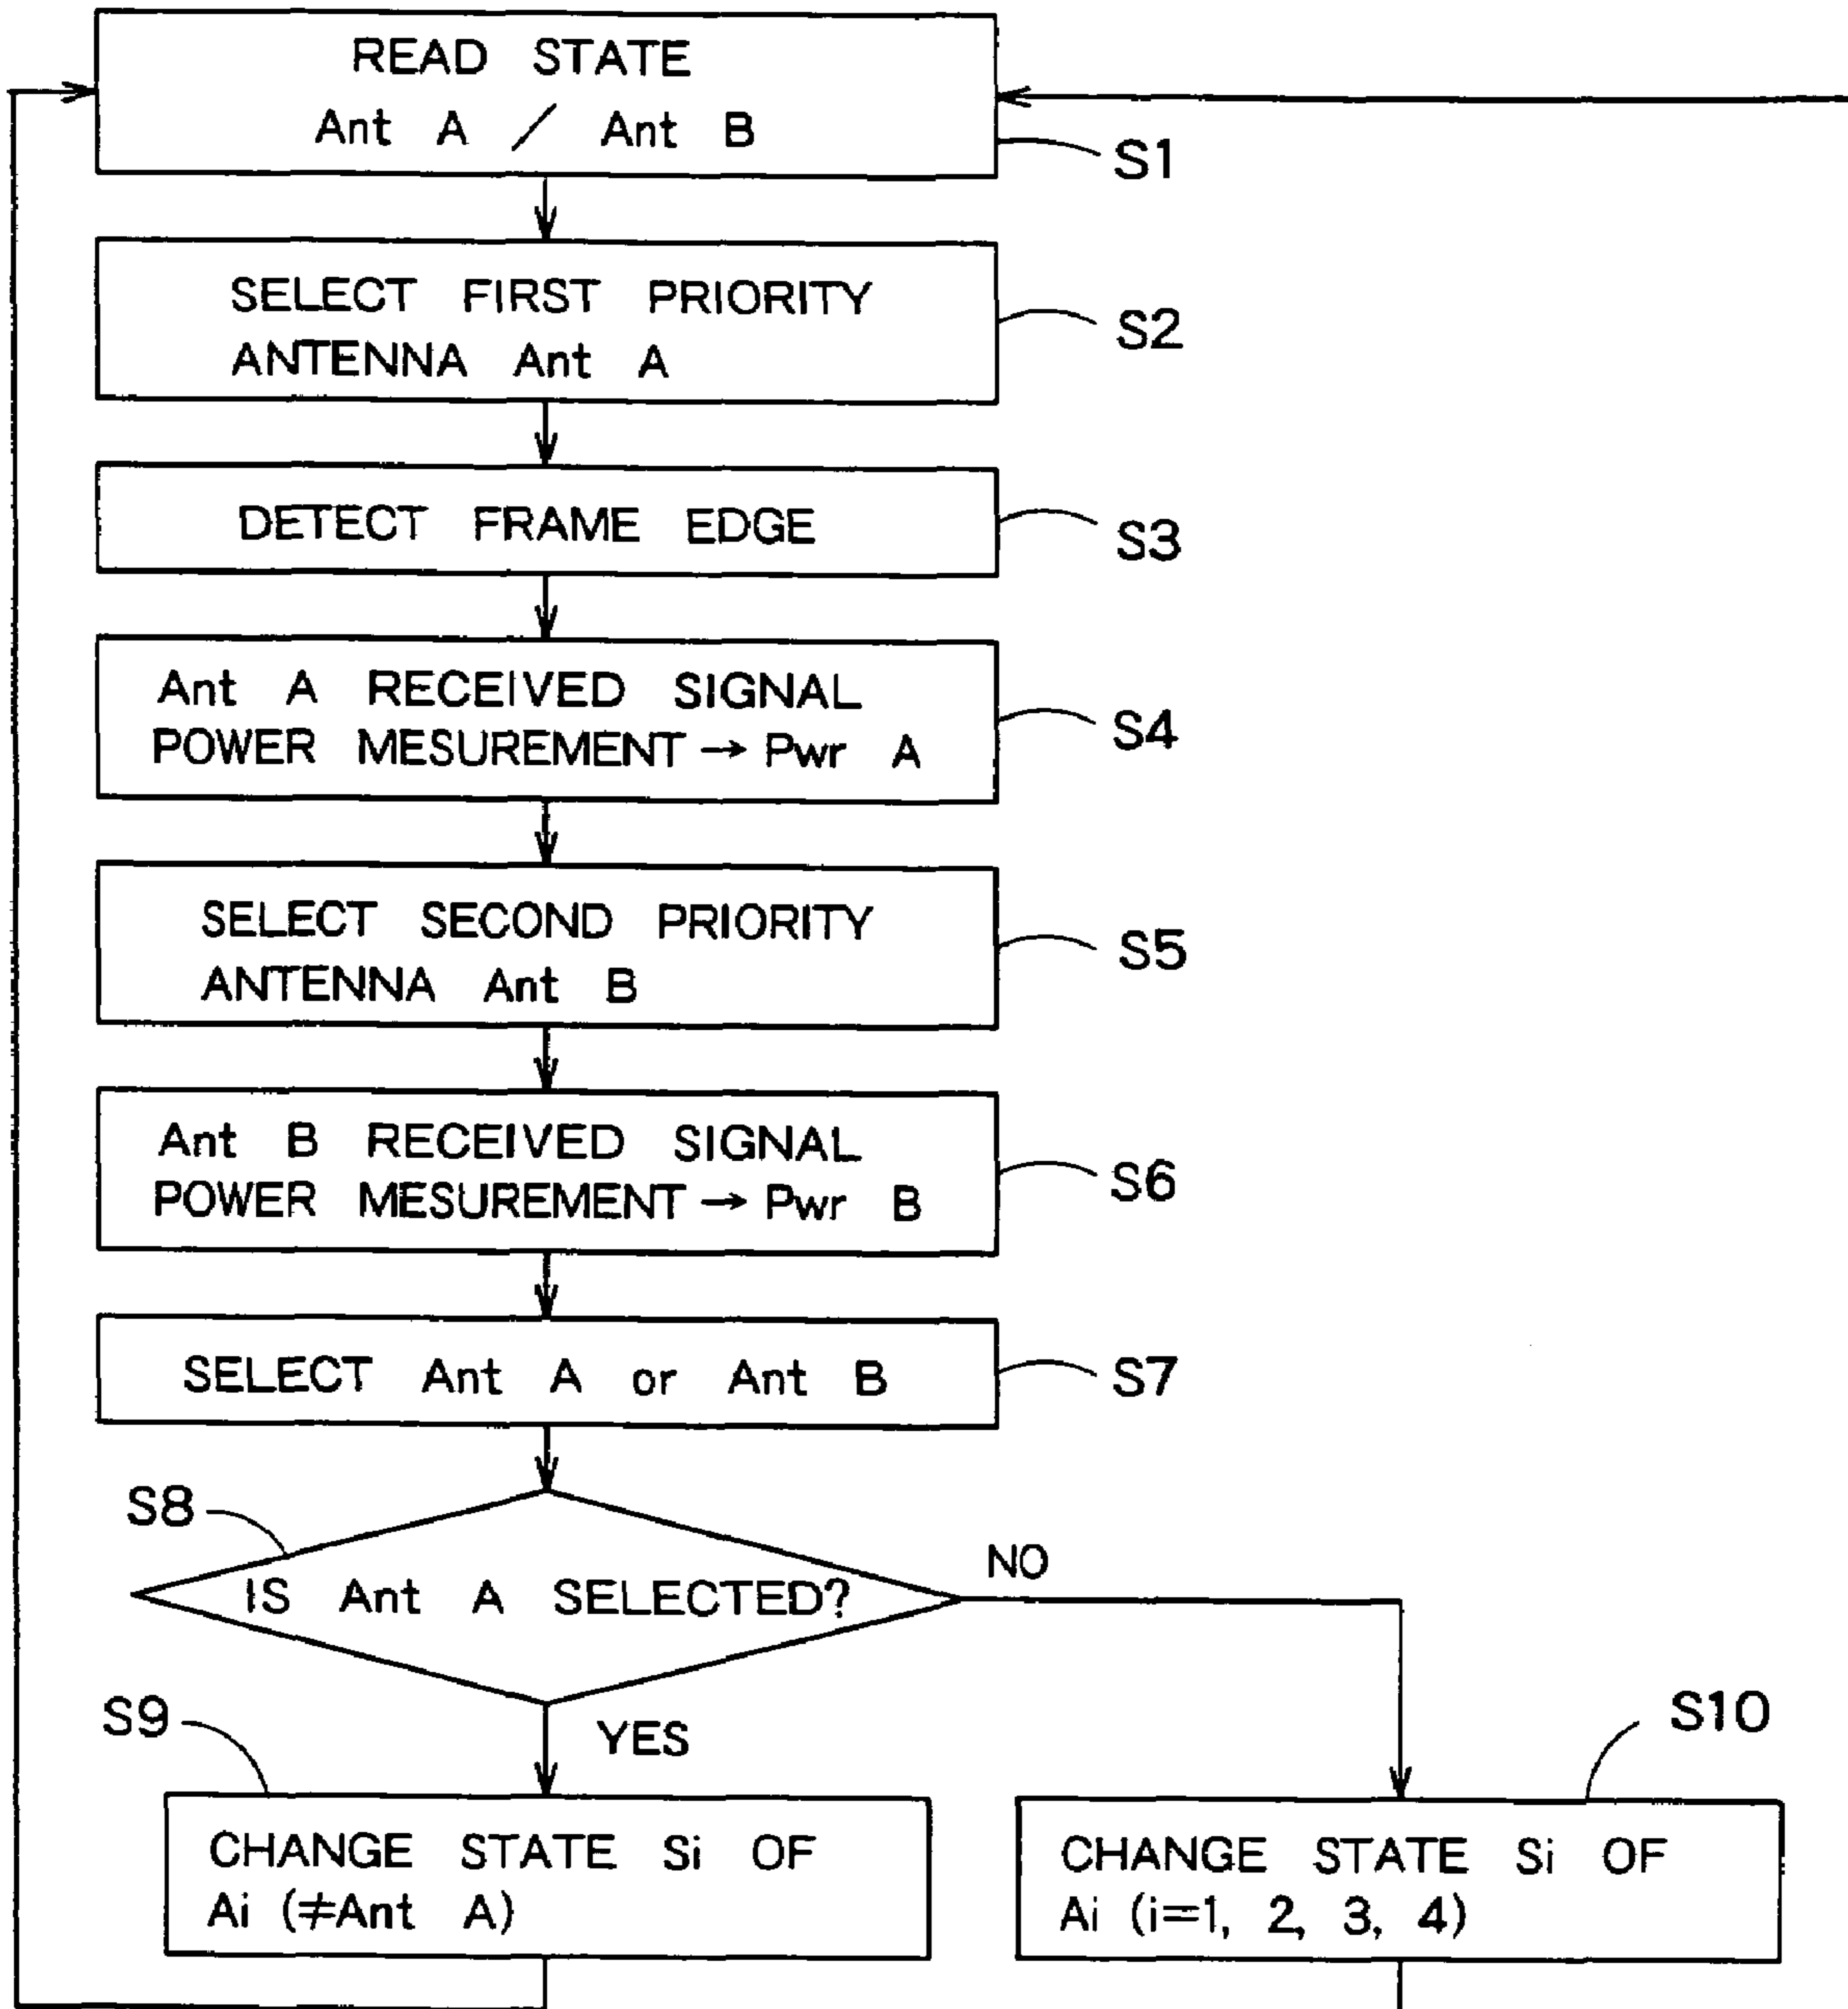 READ STATE
Ant A / Ant B
S1
SELECT FIRST PRIORITY
ANTENNA Ant A
S2
DETECT FRAME EDGE
S3
Ant A RECEIVED SIGNAL
POWER MESUREMENT → Pwr A
S4
SELECT SECOND PRIORITY
ANTENNA Ant B
S5
Ant B RECEIVED SIGNAL
POWER MESUREMENT → Pwr B
S6
SELECT Ant A or Ant B
S7
S8
IS Ant A SELECTED?
NO
YES
S9
CHANGE STATE Si OF
Ai (≠Ant A)
S10
CHANGE STATE Si OF
Ai (i=1, 2, 3, 4)